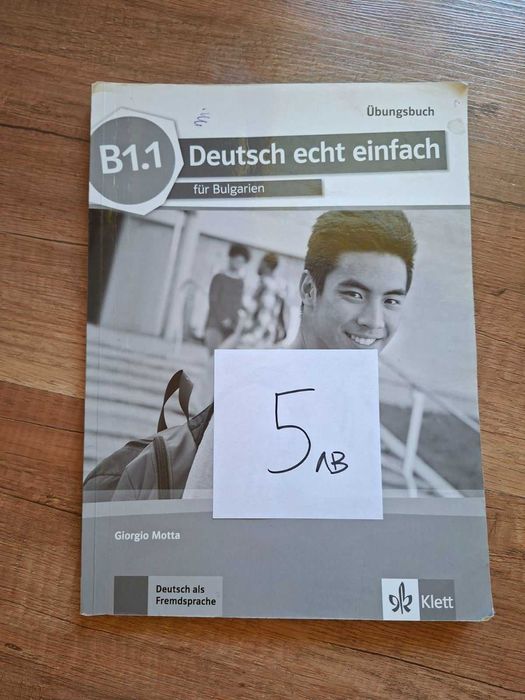 Übungsbuch
B1.1
Deutsch echt einfach
für Bulgarien
5 лв
Giorgio Motta
Deutsch als
Fremdsprache
Klett